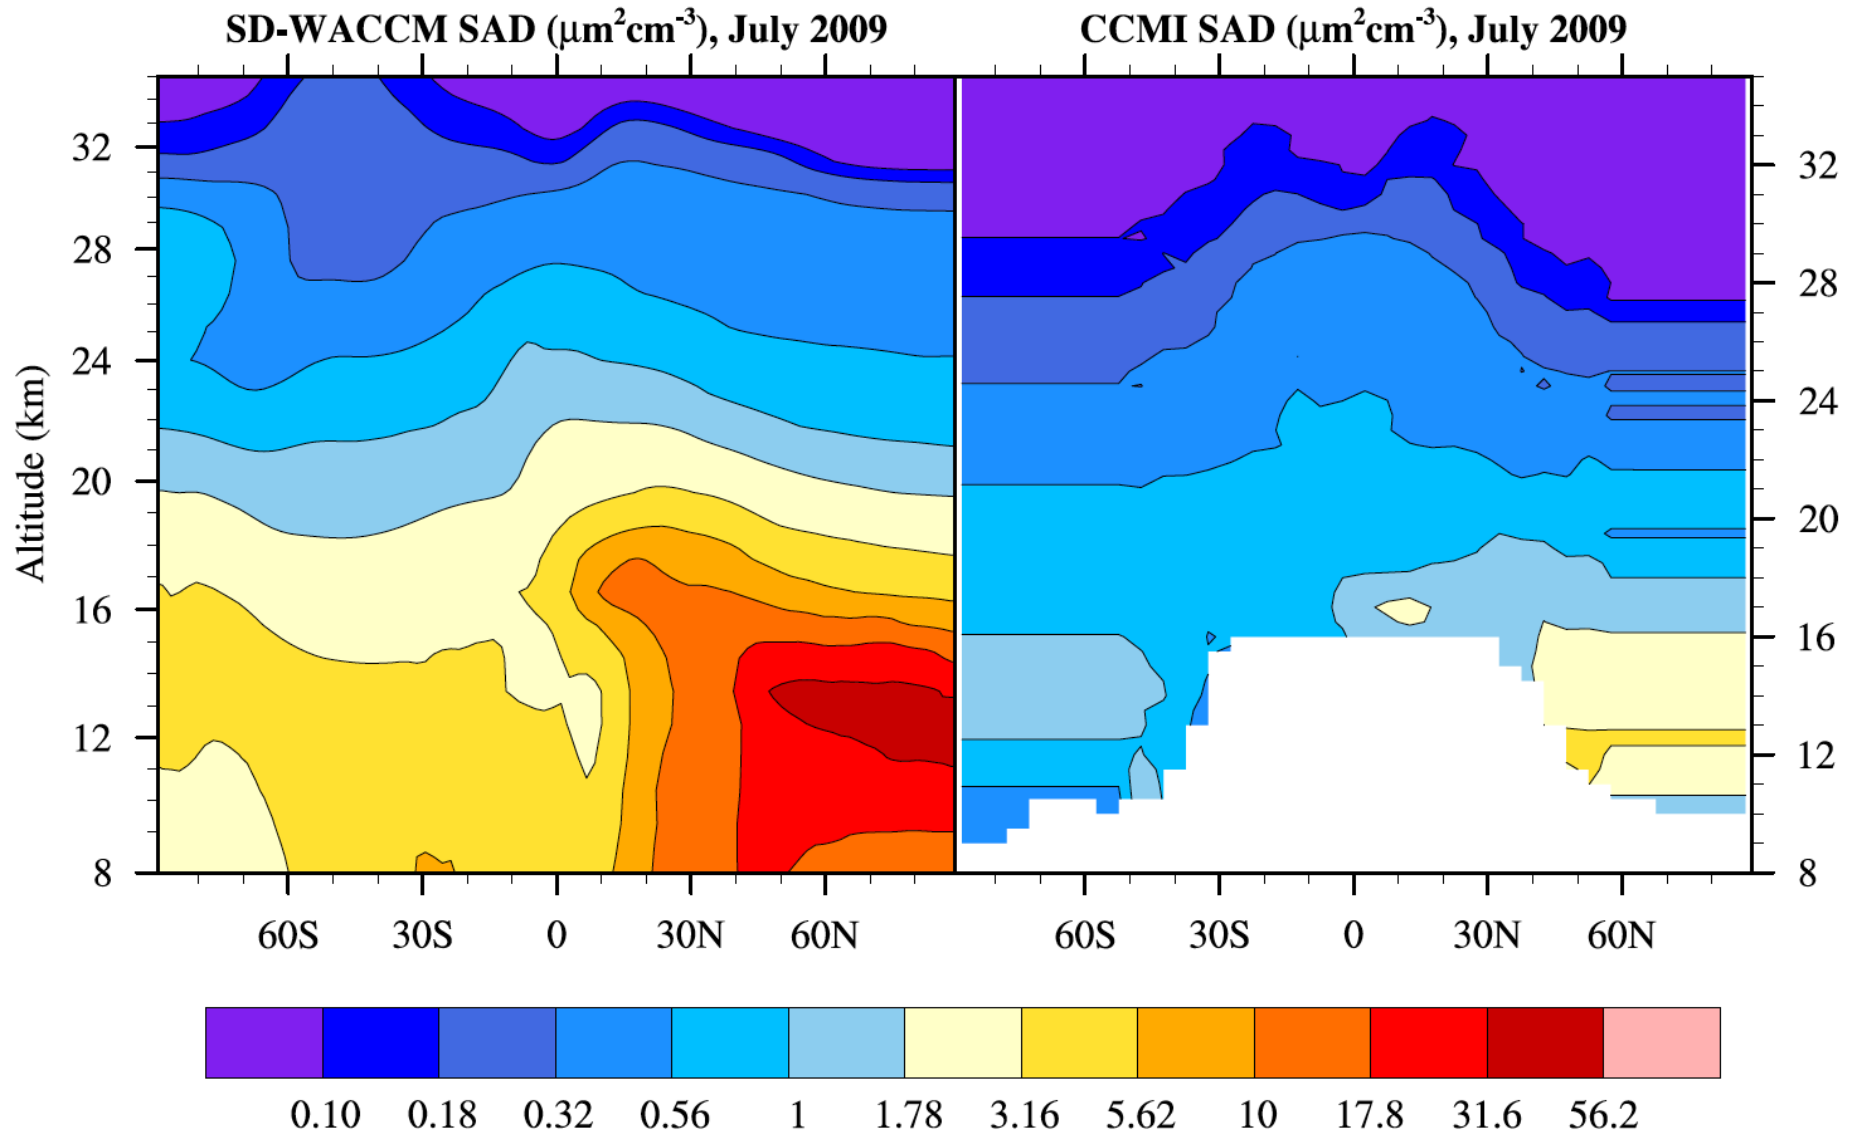 SD-WACCM SAD (μm²cm⁻³), July 2009
CCMI SAD (μm²cm⁻³), July 2009
Altitude (km)
32
28
24
20
16
12
8
32
28
24
20
16
12
8
60S 30S 0 30N 60N
60S 30S 0 30N 60N
0.10 0.18 0.32 0.56 1 1.78 3.16 5.62 10 17.8 31.6 56.2